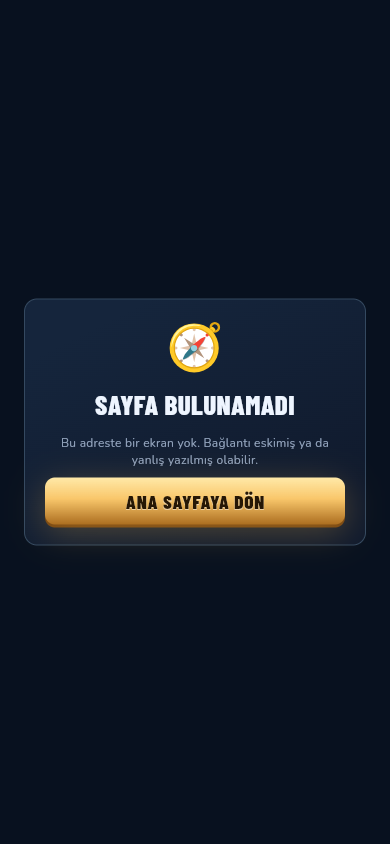 SAYFA BULUNAMADI
Bu adreste bir ekran yok. Bağlantı eskimiş ya da
yanlış yazılmış olabilir.
ANA SAYFAYA DÖN